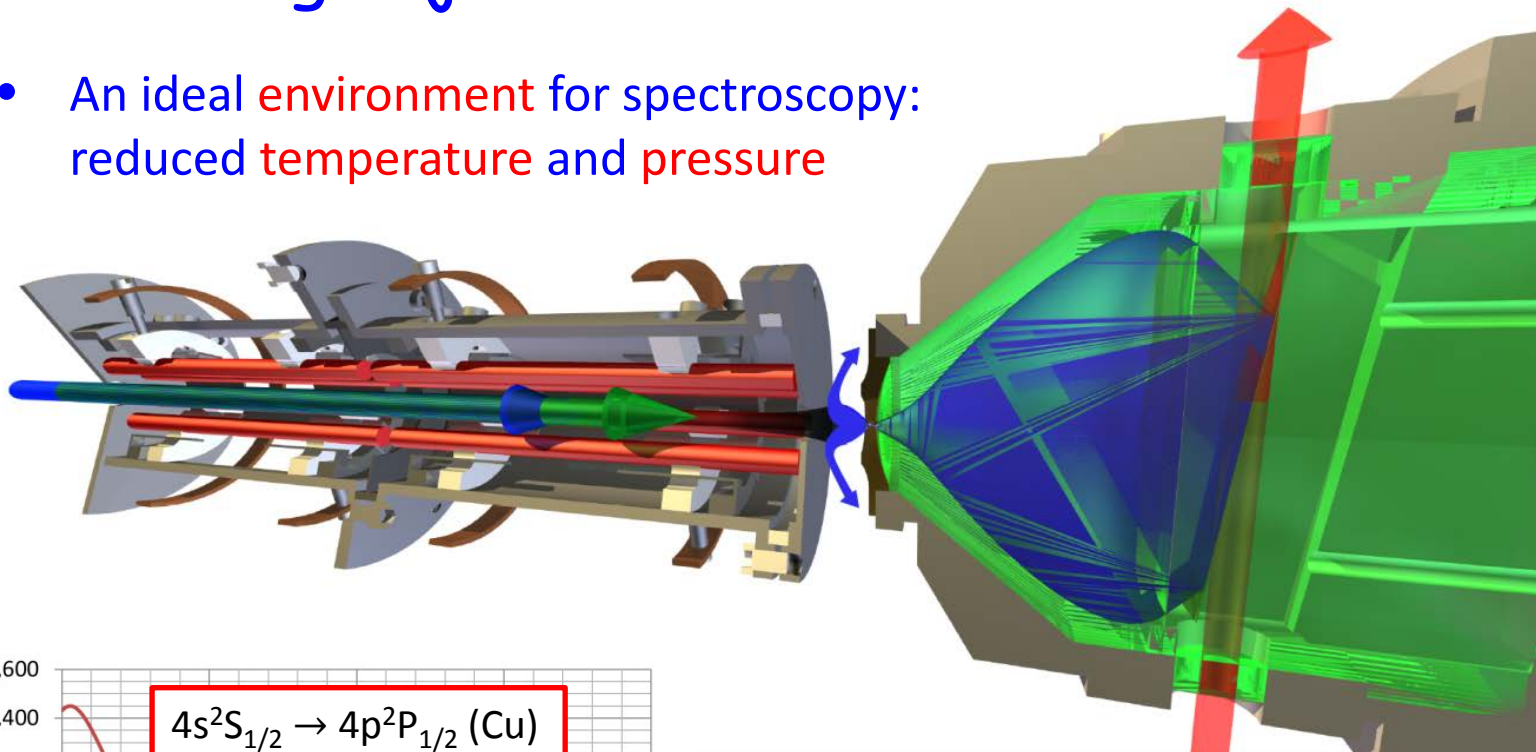 • An ideal environment for spectroscopy:
reduced temperature and pressure
,600
,400
4s²S₁/₂ → 4p²P₁/₂ (Cu)